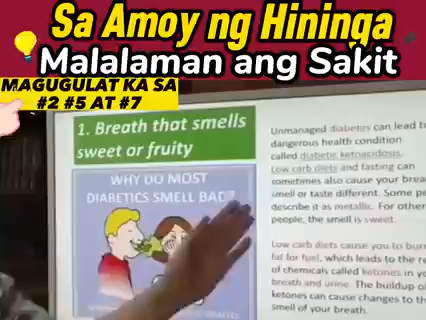 Sa Amoy ng Hininga
Malalaman ang Sakit
MAGUGULAT KA SA
#2 #5 AT #7
1. Breath that smells
sweet or fruity
WHY DO MOST
DIABETICS SMELL BAD?
Unmanaged diabetes can lead to
dangerous health condition
called diabetic ketoacidosis.
Low carb diets and fasting can
sometimes also cause your brea
smell or taste different. Some pe
describe it as metallic. For other
people, the smell is sweet.
Low carb diets cause you to burn
fat for fuel, which leads to the re
of chemicals called ketones in yo
breath and urine. The buildup of
ketones can cause changes to th
smell of your breath.